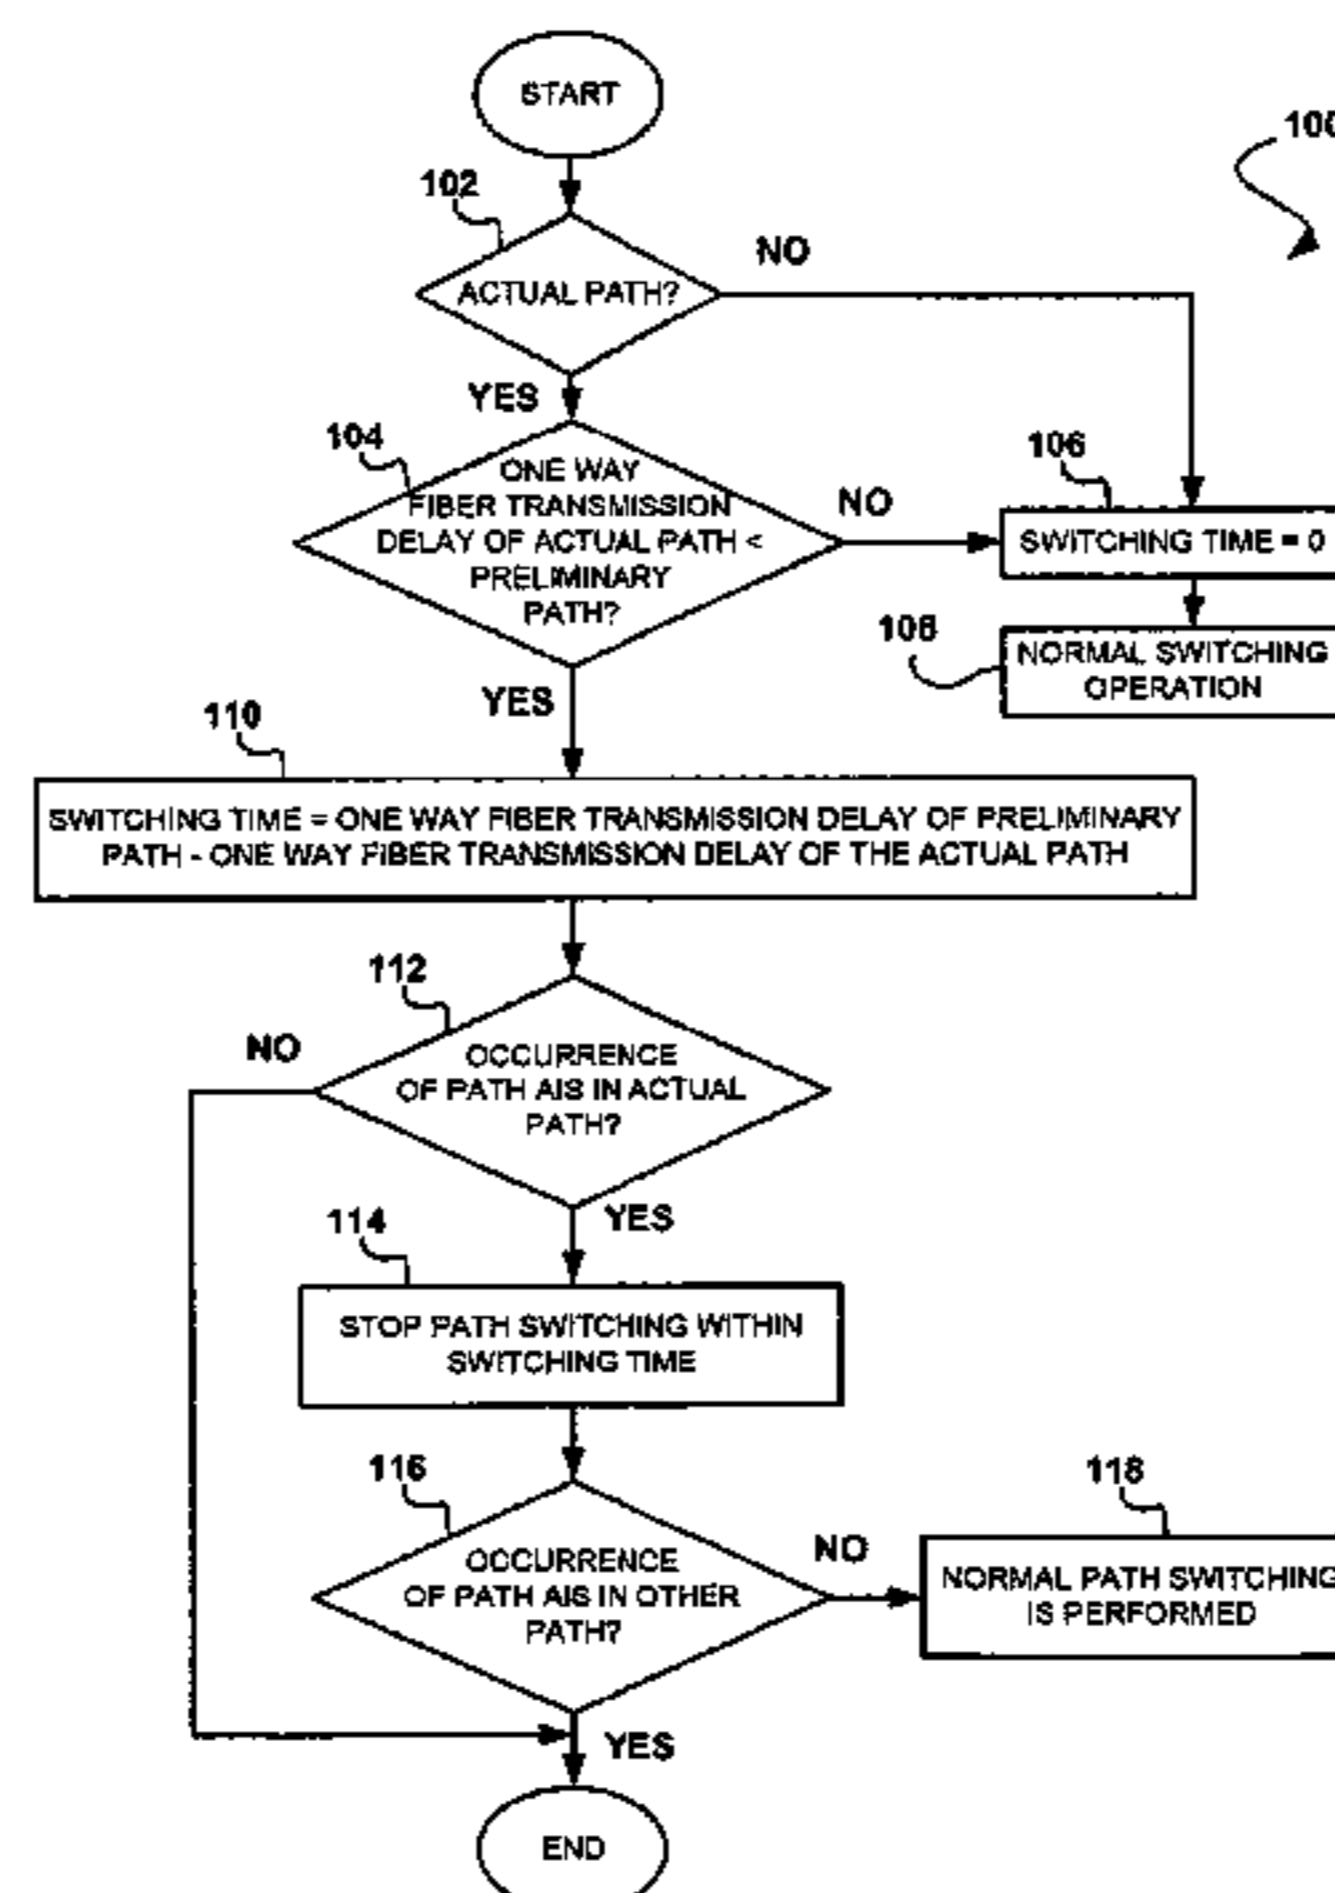 START
100
102
ACTUAL PATH?
NO
YES
104
ONE WAY
FIBER TRANSMISSION
DELAY OF ACTUAL PATH <
PRELIMINARY
PATH?
NO
106
SWITCHING TIME = 0
108
NORMAL SWITCHING
OPERATION
YES
110
SWITCHING TIME = ONE WAY FIBER TRANSMISSION DELAY OF PRELIMINARY
PATH - ONE WAY FIBER TRANSMISSION DELAY OF THE ACTUAL PATH
112
NO
OCCURRENCE
OF PATH AIS IN ACTUAL
PATH?
YES
114
STOP PATH SWITCHING WITHIN
SWITCHING TIME
116
OCCURRENCE
OF PATH AIS IN OTHER
PATH?
NO
118
NORMAL PATH SWITCHING
IS PERFORMED
YES
END